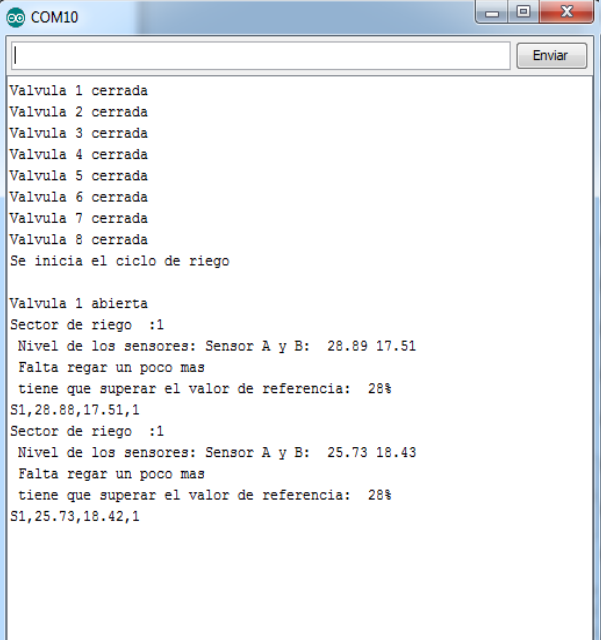 COM10
Enviar
Valvula 1 cerrada
Valvula 2 cerrada
Valvula 3 cerrada
Valvula 4 cerrada
Valvula 5 cerrada
Valvula 6 cerrada
Valvula 7 cerrada
Valvula 8 cerrada
Se inicia el ciclo de riego
Valvula 1 abierta
Sector de riego  :1
Nivel de los sensores: Sensor A y B:  28.89 17.51
Falta regar un poco mas
tiene que superar el valor de referencia:  28%
S1,28.88,17.51,1
Sector de riego  :1
Nivel de los sensores: Sensor A y B:  25.73 18.43
Falta regar un poco mas
tiene que superar el valor de referencia:  28%
S1,25.73,18.42,1